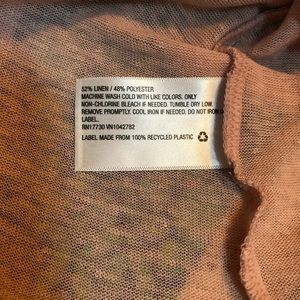 52% LINEN / 48% POLYESTER
MACHINE WASH COLD WITH LIKE COLORS. ONLY
NON-CHLORINE BLEACH IF NEEDED. TUMBLE DRY LOW.
REMOVE PROMPTLY. COOL IRON IF NEEDED. DO NOT IRON
LABEL.
RN17730 VN1042782
LABEL MADE FROM 100% RECYCLED PLASTIC